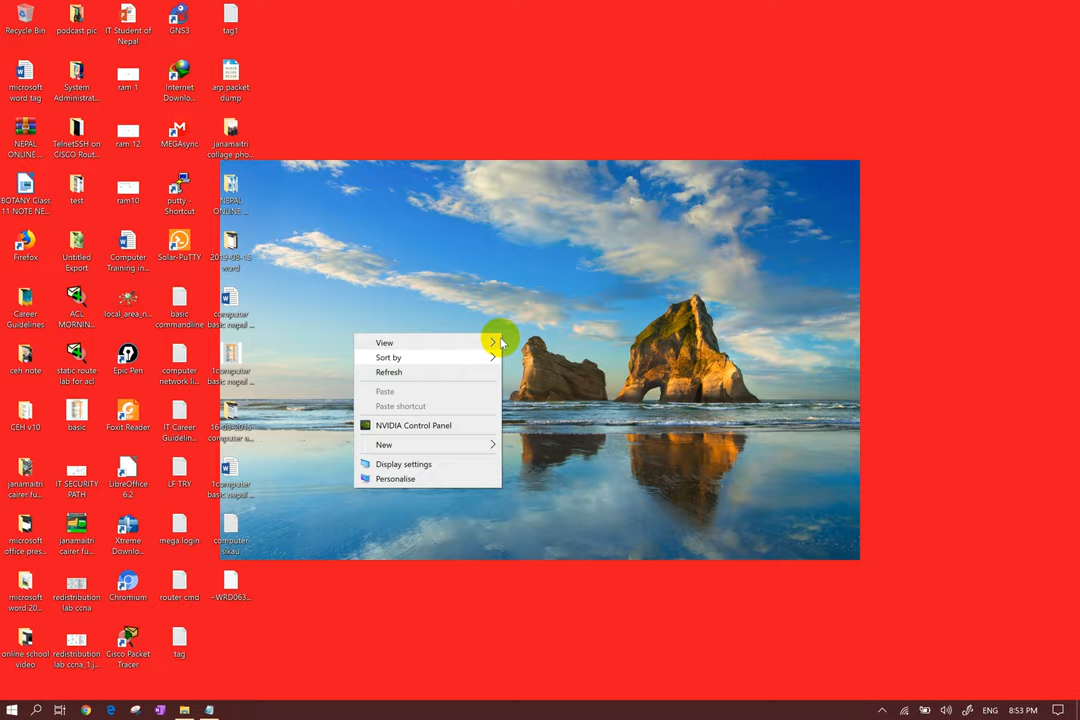 Recycle Bin
podcast pic
IT Student of
Nepal
GNS3
tag1
microsoft
word tag
System
Administrat...
ram 1
Internet
Downlo...
arp packet
dump
NEPAL
ONLINE ...
TelnetSSH on
CISCO Rout...
ram 12
MEGAsync
janamaitri
collage pho...
BOTANY Class
11 NOTE NE...
test
ram10
putty -
Shortcut
NEPAL
ONLINE ...
Firefox
Untitled
Export
Computer
Training in...
Solar-PuTTY
2019-08-15
word
Career
Guidelines
ACL
MORNIN...
local_area_n...
basic
commandline
1computer
basic nepal ...
ceh note
static route
lab for acl
Epic Pen
computer
network li...
1computer
basic nepal ...
CEH v10
basic
Foxit Reader
IT Career
Guidelin...
computer a...
janamaitri
cairer fu...
IT SECURITY
PATH
LibreOffice
6.2
LF TRY
1computer
basic nepal ...
microsoft
office pres...
janamaitri
cairer fu...
Xtreme
Downlo...
mega login
computer
sikau
microsoft
word 20...
redistribution
lab ccna
Chromium
router cmd
~WRD063...
online school
video
redistribution
lab ccna_1.j...
Cisco Packet
Tracer
tag
View
Sort by
Refresh
Paste
Paste shortcut
NVIDIA Control Panel
New
Display settings
Personalise
ENG
8:53 PM